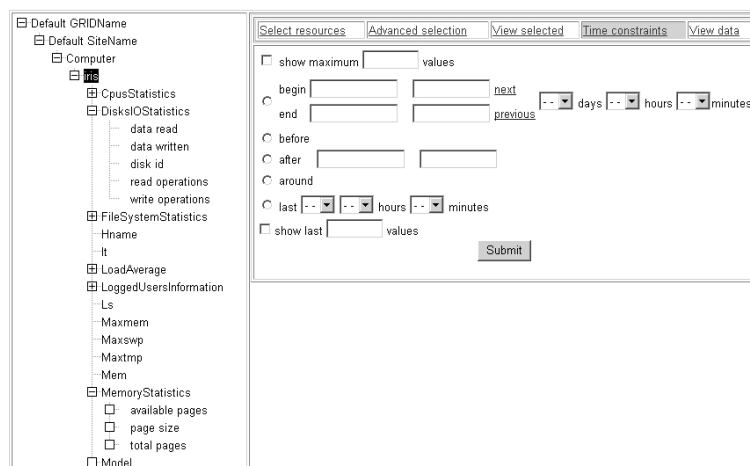 Default GRIDName
Default SiteName
Computer
iris
CpusStatistics
DisksIOStatistics
data read
data written
disk id
read operations
write operations
FileSystemStatistics
Hname
It
LoadAverage
LoggedUsersInformation
Ls
Maxmem
Maxswp
Maxtmp
Mem
MemoryStatistics
available pages
page size
total pages
Model
Select resources Advanced selection View selected Time constraints View data
show maximum values
begin next
-- days -- hours -- minutes
end previous
before
after
around
last -- -- hours -- minutes
show last values
Submit